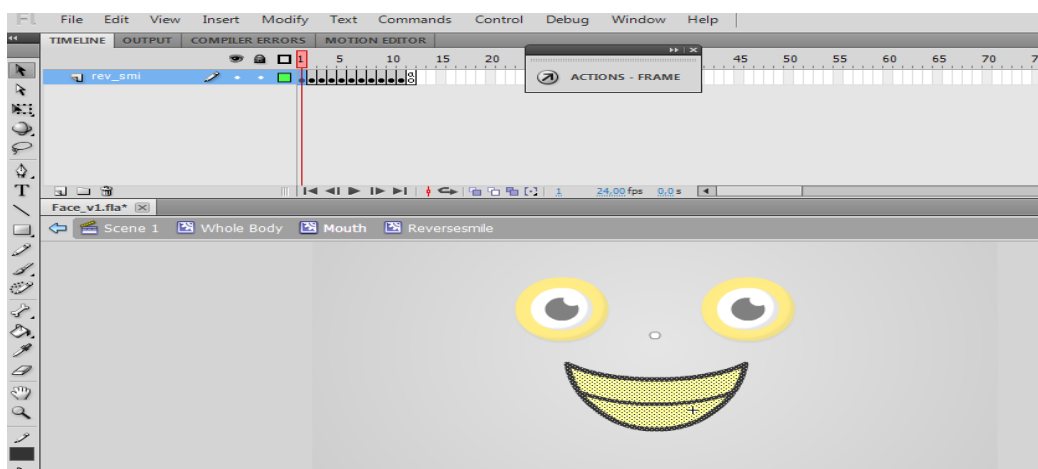 Fl File Edit View Insert Modify Text Commands Control Debug Window Help
TIMELINE OUTPUT COMPILER ERRORS MOTION EDITOR
1 5 10 15 20 45 50 55 60 65 70
rev_smi
ACTIONS - FRAME
T
1 24.00 fps 0.0 s
Face_v1.fla*
Scene 1 Whole Body Mouth Reversesmile